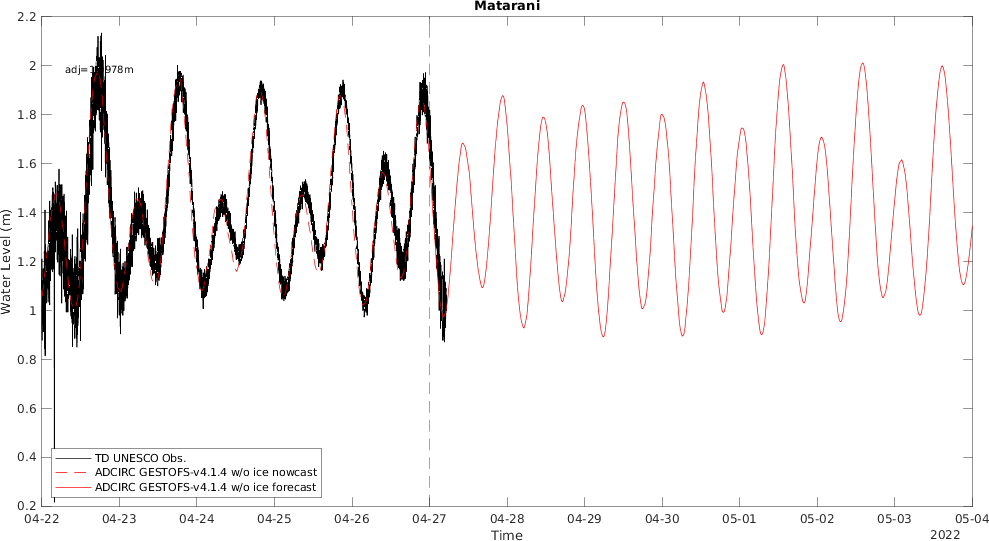 Matarani
2.2
2
1.8
1.6
1.4
1.2
1
0.8
0.6
0.4
0.2
Water Level (m)
978m
TD UNESCO Obs.
ADCIRC GESTOFS-v4.1.4 w/o ice nowcast
ADCIRC GESTOFS-v4.1.4 w/o ice forecast
04-22 04-23 04-24 04-25 04-26 04-27 04-28 04-29 04-30 05-01 05-02 05-03 05-04
Time
2022